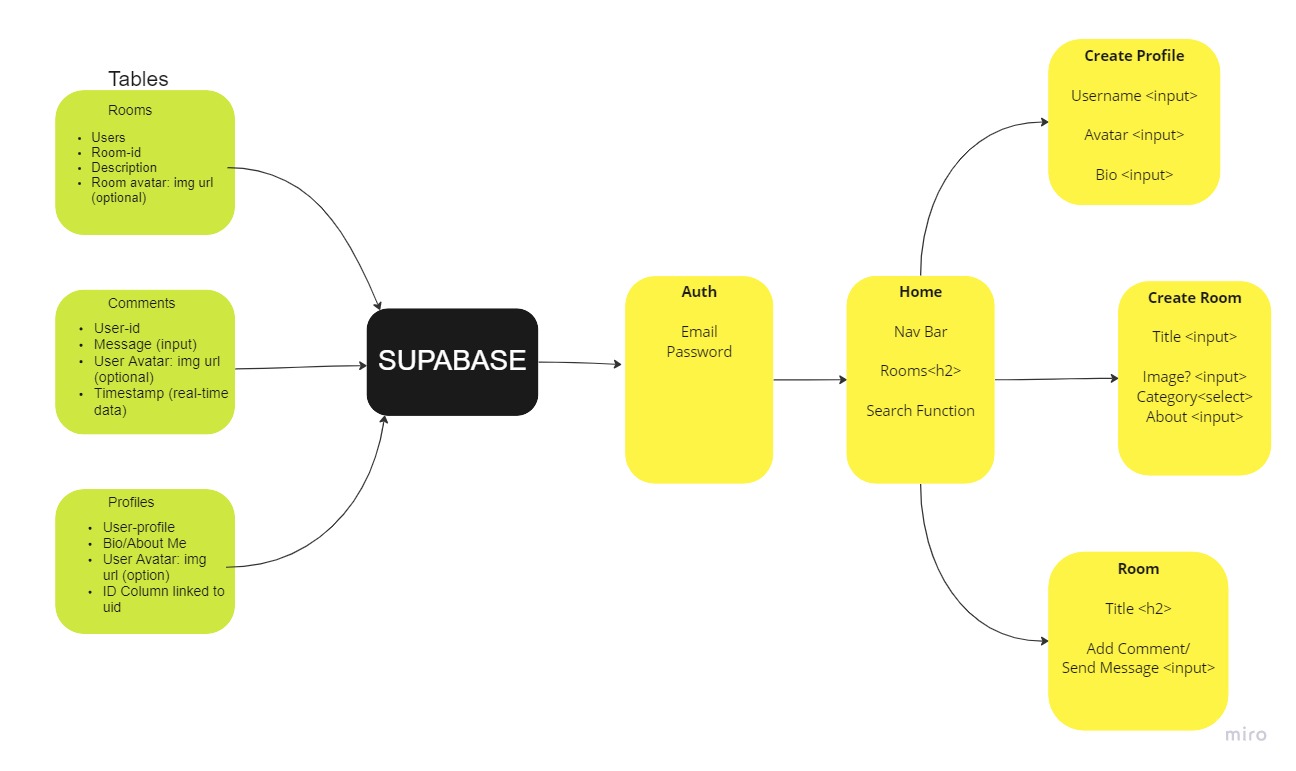 Tables
Rooms
• Users
• Room-id
• Description
• Room avatar: img url
(optional)
Comments
• User-id
• Message (input)
• User Avatar: img url
(optional)
• Timestamp (real-time
data)
Profiles
• User-profile
• Bio/About Me
• User Avatar: img
url (option)
• ID Column linked to
uid
SUPABASE
Auth
Email
Password
Home
Nav Bar
Rooms<h2>
Search Function
Create Profile
Username <input>
Avatar <input>
Bio <input>
Create Room
Title <input>
Image? <input>
Category<select>
About <input>
Room
Title <h2>
Add Comment/
Send Message <input>
miro